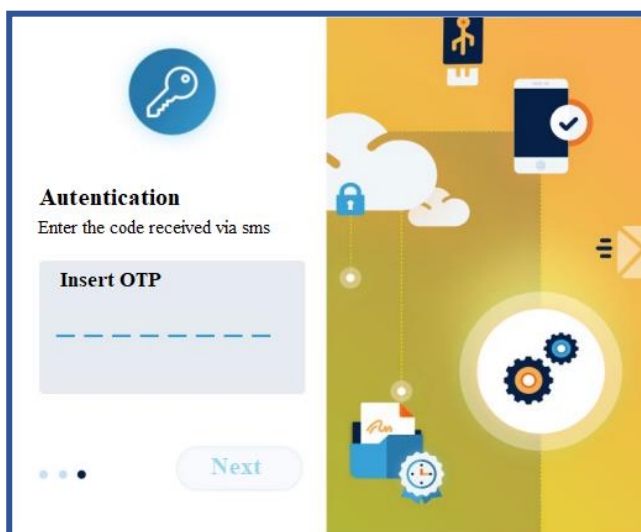 Autentication
Enter the code received via sms
Insert OTP
Next